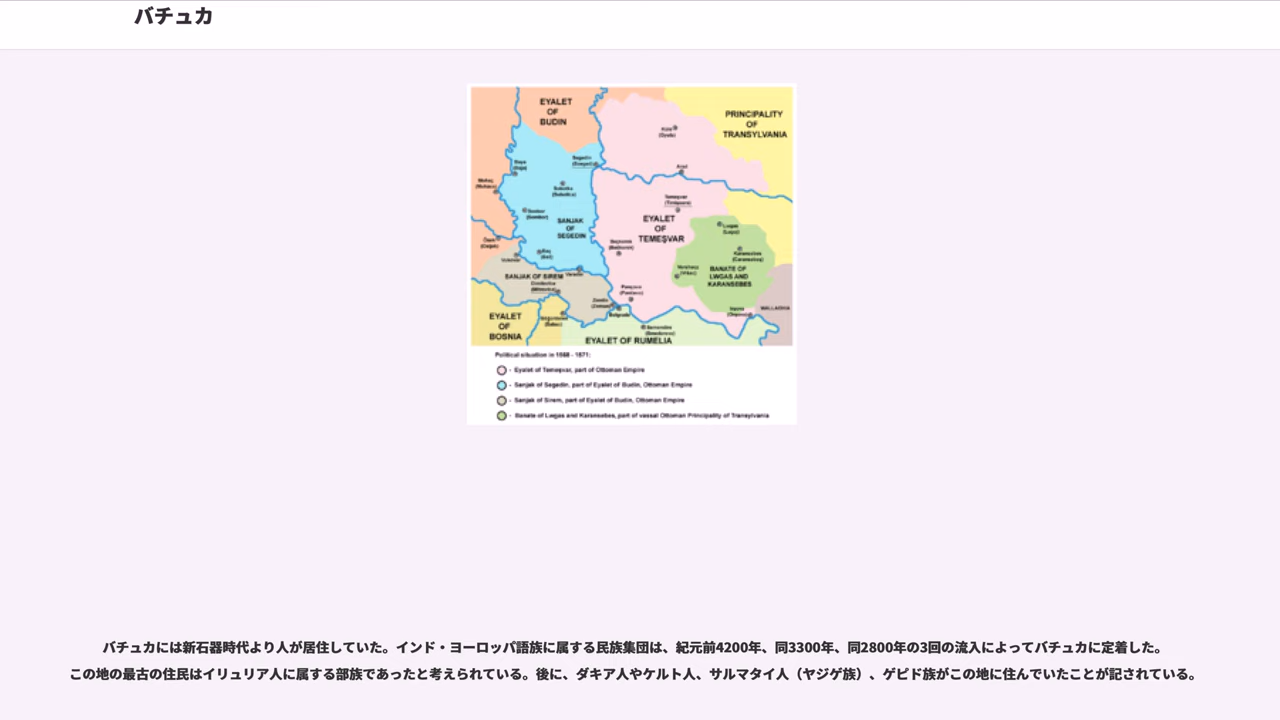 バチュカ
EYALET
OF
BUDIN
PRINCIPALITY
OF
TRANSYLVANIA
Arad
Temeşvar
SANJAK
OF
SEGEDIN
EYALET
OF
TEMEŞVAR
SANJAK OF SIREM
BANATE OF
LWGAS AND
KARANSEBES
EYALET
OF
BOSNIA
Belgrade
WALLACHIA
EYALET OF RUMELIA
Political situation in 1568 - 1571:
- Eyalet of Temeşvar, part of Ottoman Empire
- Sanjak of Segedin, part of Eyalet of Budin, Ottoman Empire
- Sanjak of Sirem, part of Eyalet of Budin, Ottoman Empire
- Banate of Lwgas and Karansebes, part of vassal Ottoman Principality of Transylvania
バチュカには新石器時代より人が居住していた。インド・ヨーロッパ語族に属する民族集団は、紀元前4200年、同3300年、同2800年の3回の流入によってバチュカに定着した。
この地の最古の住民はイリュリア人に属する部族であったと考えられている。後に、ダキア人やケルト人、サルマタイ人（ヤジゲ族）、ゲピド族がこの地に住んでいたことが記されている。